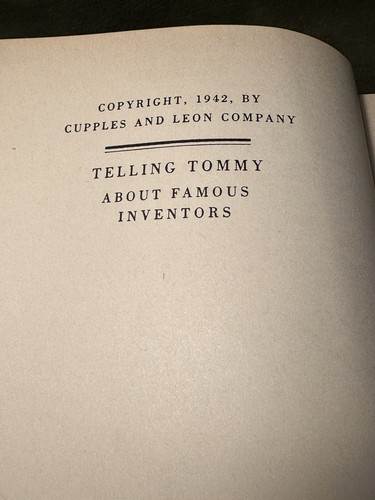 COPYRIGHT, 1942, BY
CUPPLES AND LEON COMPANY
TELLING TOMMY
ABOUT FAMOUS
INVENTORS